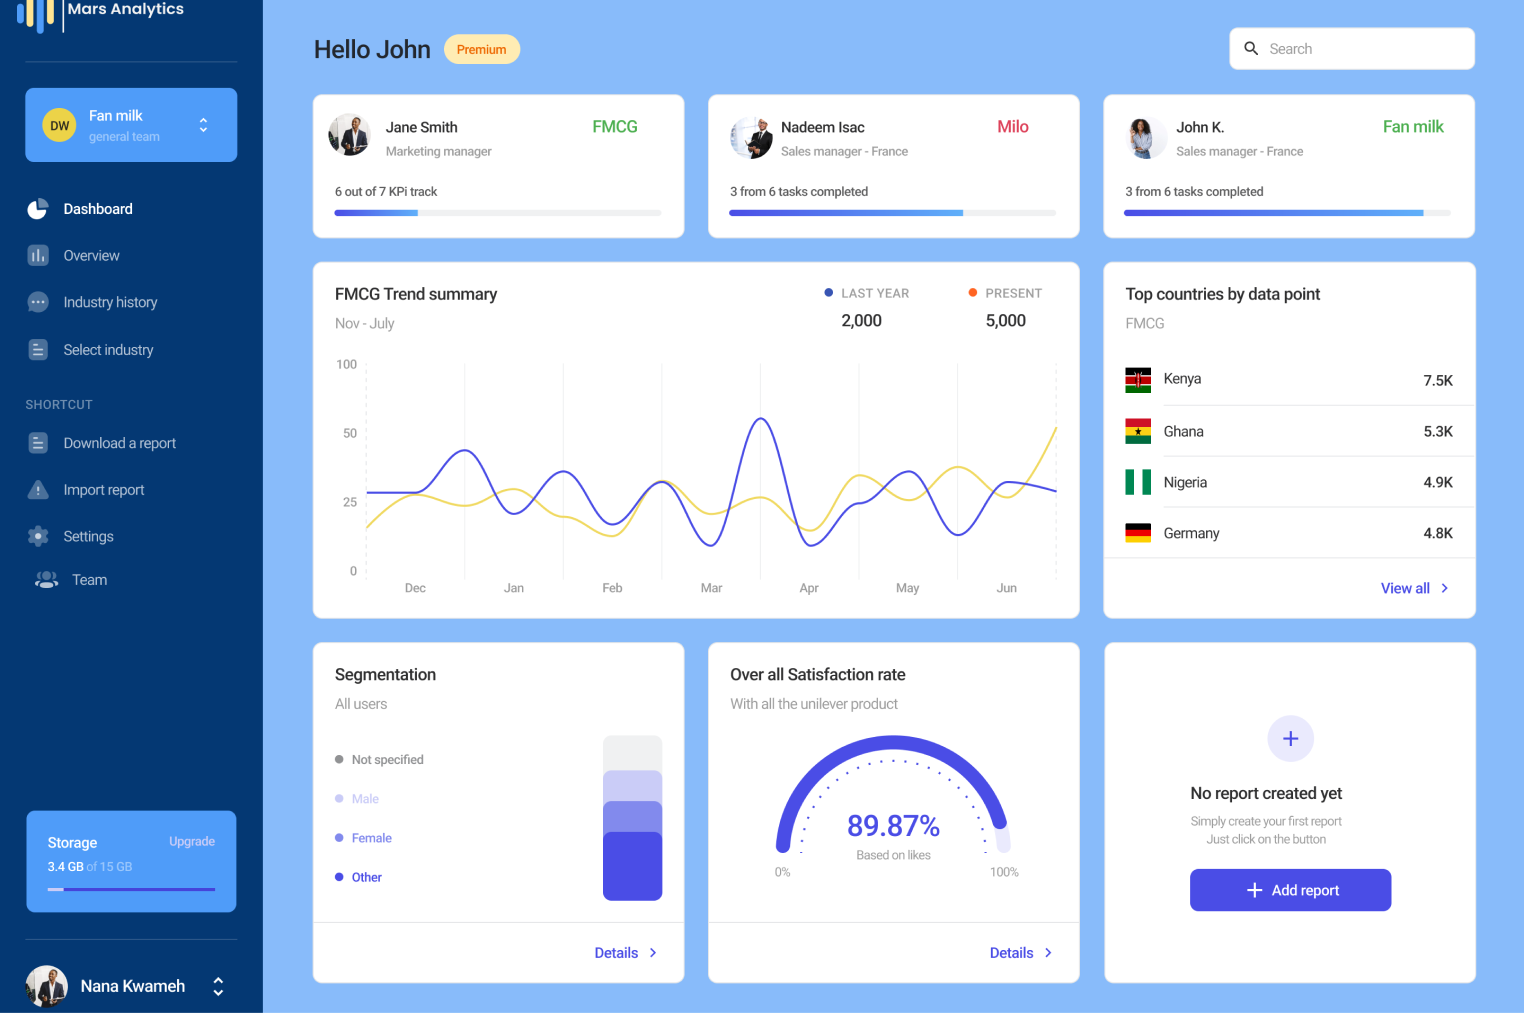 Mars Analytics
DW
Fan milk
general team
Dashboard
Overview
Industry history
Select industry
SHORTCUT
Download a report
Import report
Settings
Team
Storage
Upgrade
3.4 GB of 15 GB
Nana Kwameh
Hello John
Premium
Search
Jane Smith
FMCG
Marketing manager
6 out of 7 KPi track
Nadeem Isac
Milo
Sales manager - France
3 from 6 tasks completed
John K.
Fan milk
Sales manager - France
3 from 6 tasks completed
FMCG Trend summary
Nov - July
LAST YEAR
2,000
PRESENT
5,000
100
50
25
0
Dec Jan Feb Mar Apr May Jun
Top countries by data point
FMCG
Kenya 7.5K
Ghana 5.3K
Nigeria 4.9K
Germany 4.8K
View all
Segmentation
All users
Not specified
Male
Female
Other
Details
Over all Satisfaction rate
With all the unilever product
89.87%
Based on likes
0% 100%
Details
No report created yet
Simply create your first report
Just click on the button
Add report